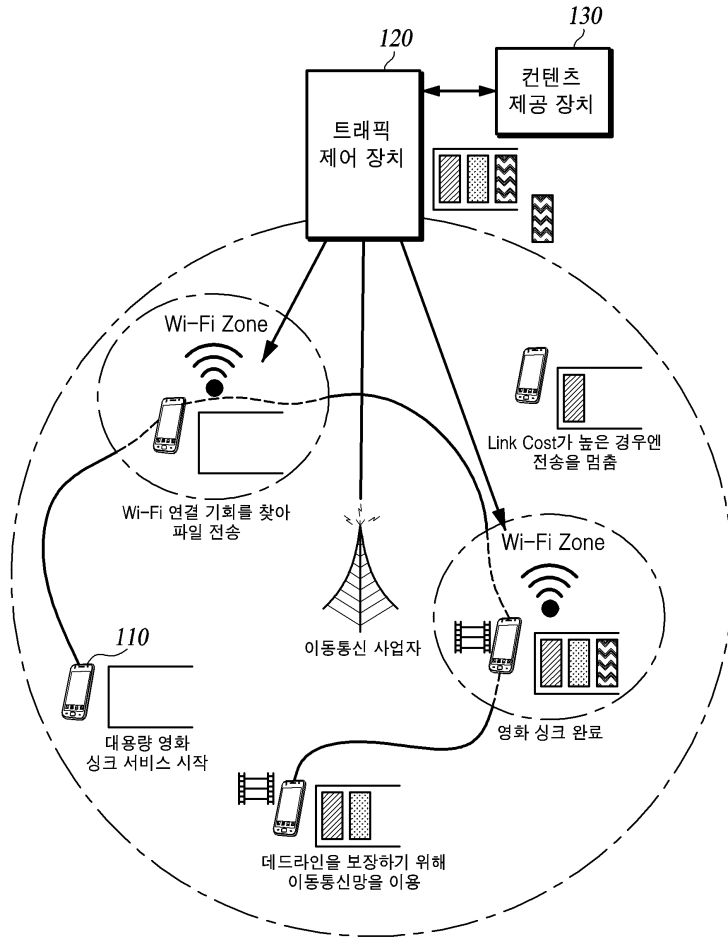 120
130
트래픽
제어 장치
컨텐츠
제공 장치
Wi-Fi Zone
Link Cost가 높은 경우엔
전송을 멈춤
Wi-Fi 연결 기회를 찾아
파일 전송
Wi-Fi Zone
이동통신 사업자
110
대용량 영화
싱크 서비스 시작
영화 싱크 완료
데드라인을 보장하기 위해
이동통신망을 이용